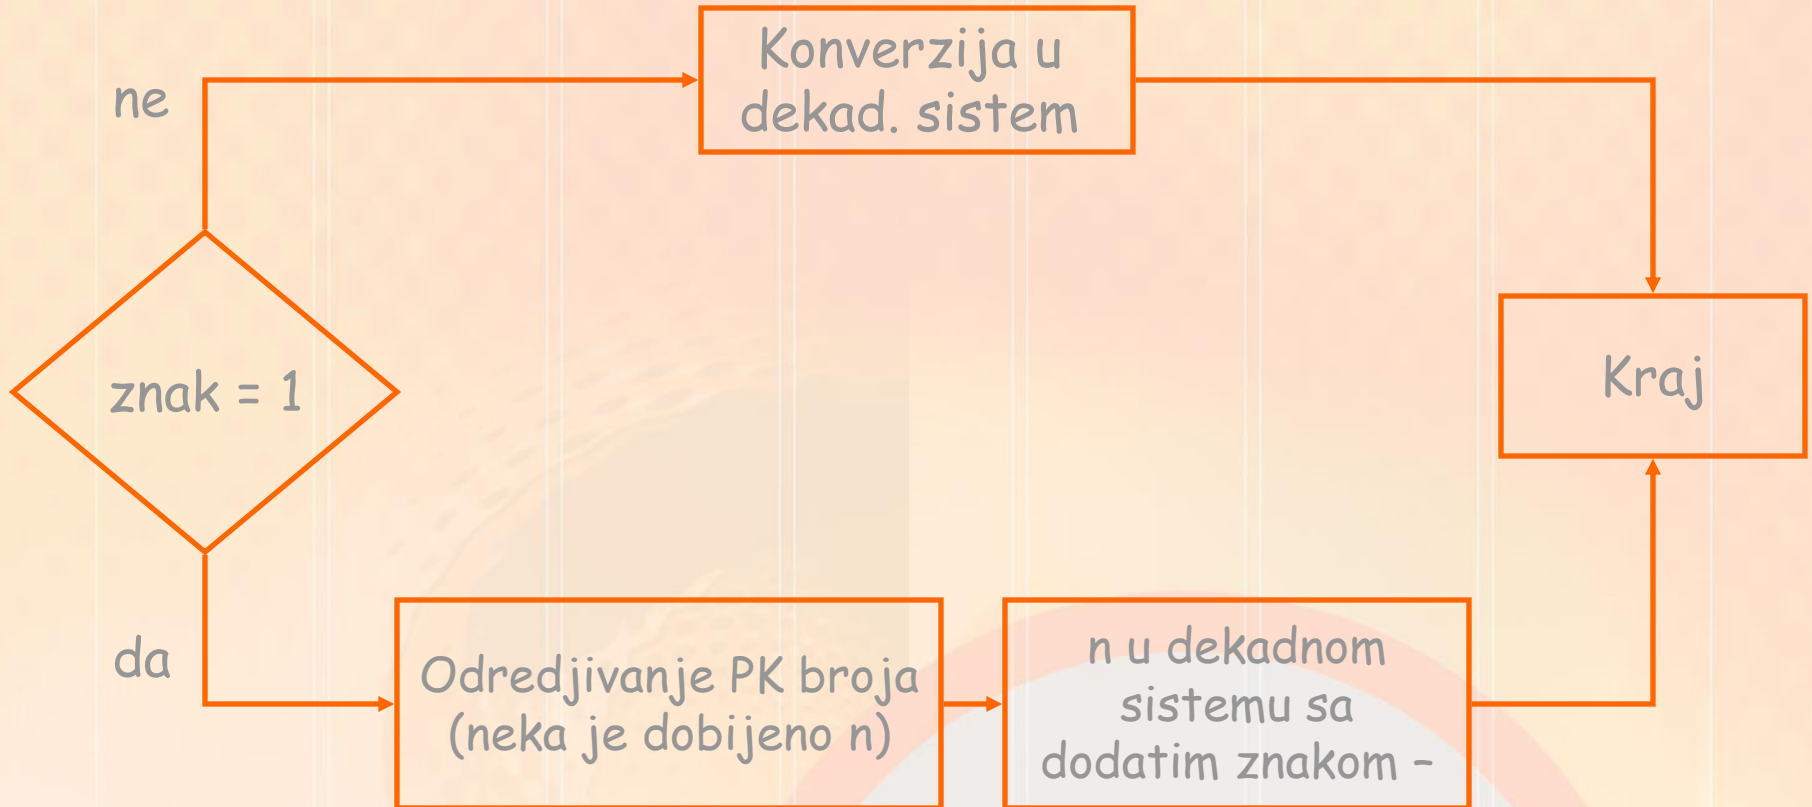 Konverzija u
dekad. sistem
ne
znak = 1
Kraj
da
Odredjivanje PK broja
(neka je dobijeno n)
n u dekadnom
sistemu sa
dodatim znakom –